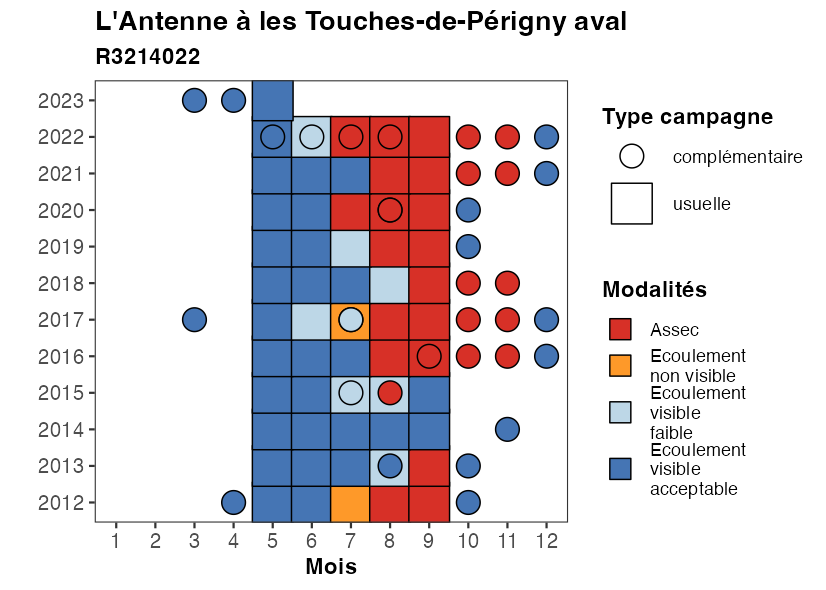 L'Antenne à les Touches-de-Périgny aval
R3214022
2023
2022
2021
2020
2019
2018
2017
2016
2015
2014
2013
2012
1 2 3 4 5 6 7 8 9 10 11 12
Mois
Type campagne
complémentaire
usuelle
Modalités
Assec
Ecoulement
non visible
Ecoulement
visible
faible
Ecoulement
visible
acceptable